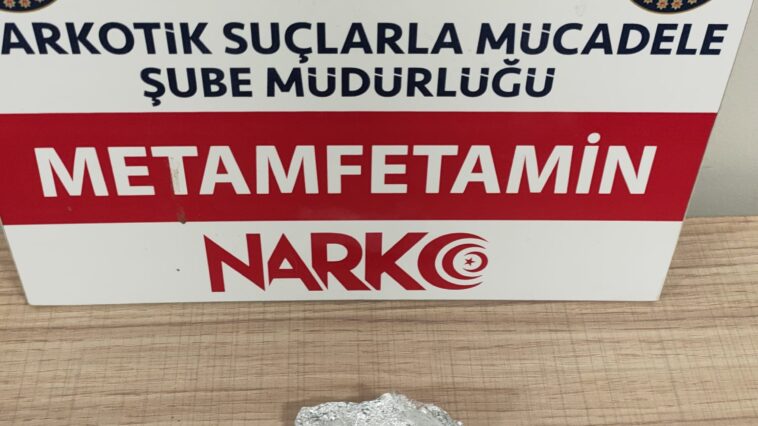 ARKOTİK SUÇLARLA MÜCADELE
ŞUBE MÜDÜRLÜĞÜ
METAMFETAMİN
NARKO